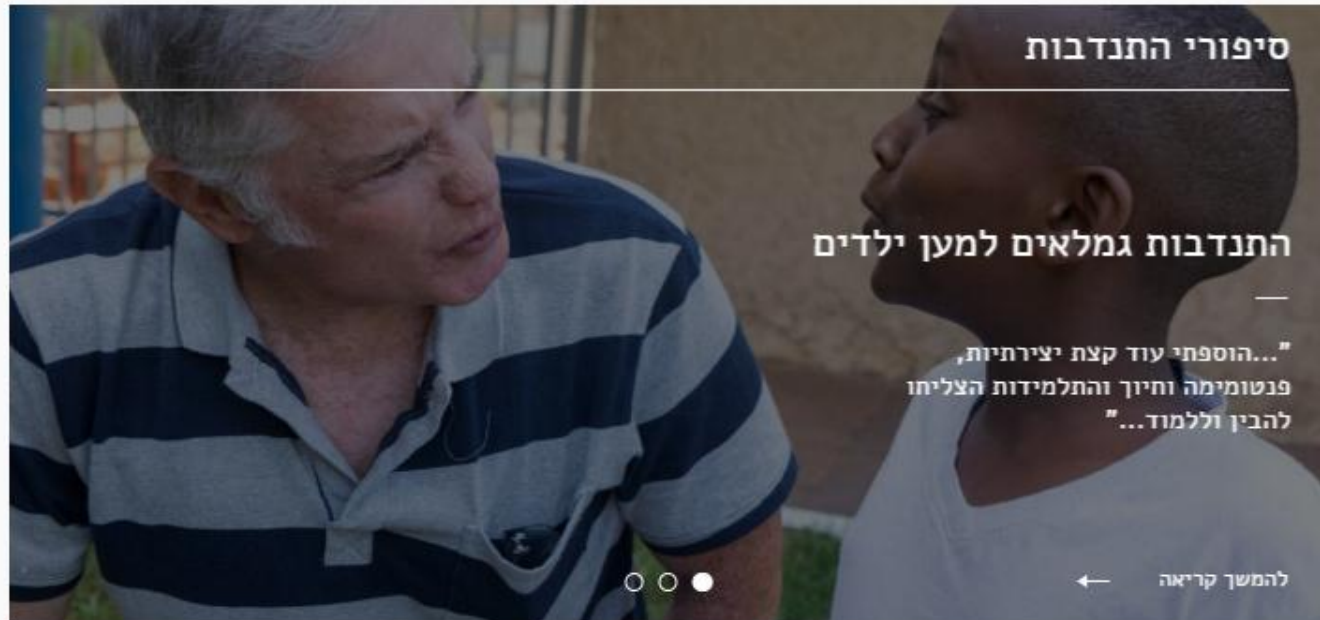 סיפורי התנדבות
התנדבות גמלאים למען ילדים
"...הוספתי עוד קצת יצירתיות,
פנטומימה וחיוך והתלמידות הצליחו
להבין וללמוד..."
להמשך קריאה